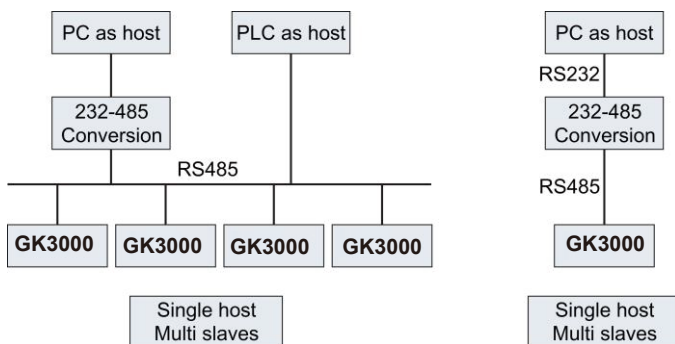 PC as host
PLC as host
232-485
Conversion
RS485
GK3000
GK3000
GK3000
GK3000
Single host
Multi slaves
PC as host
RS232
232-485
Conversion
RS485
GK3000
Single host
Multi slaves